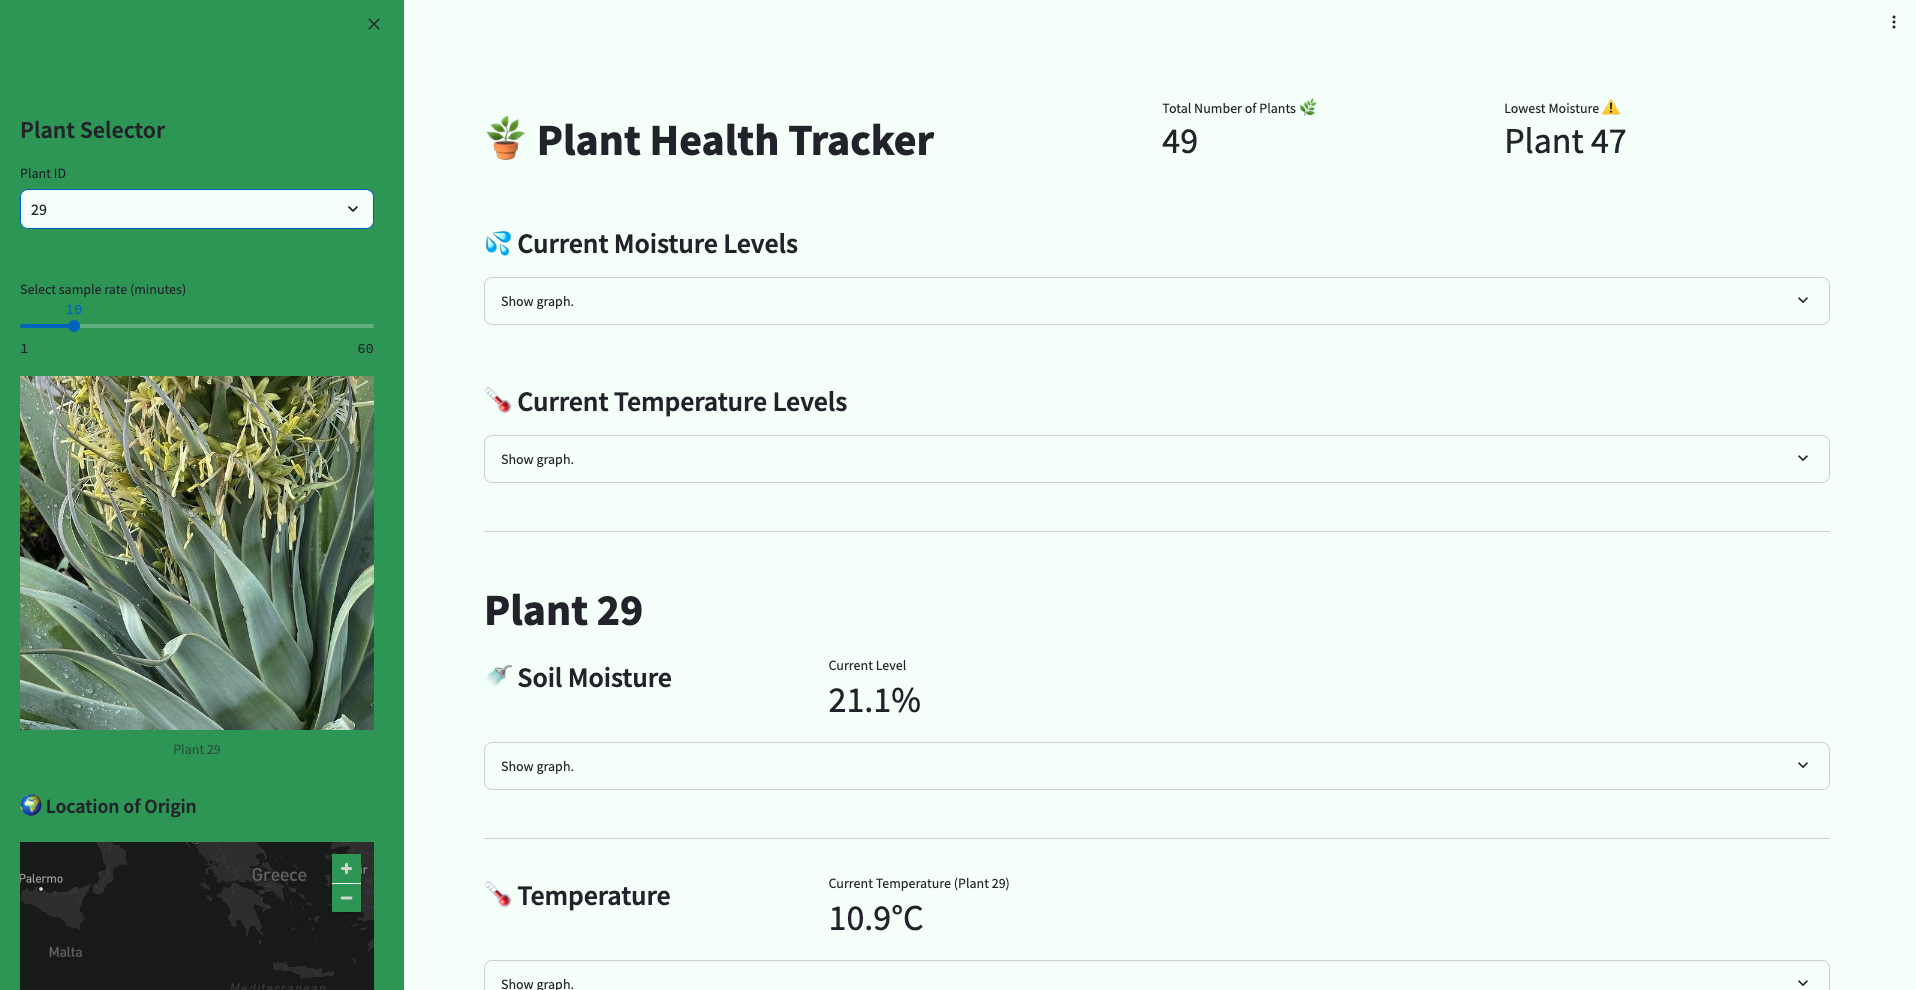 Plant Selector
Plant ID
29
Select sample rate (minutes)
10
1 60
Plant 29
Location of Origin
Palermo
Greece
Malta
Mediterranean
Plant Health Tracker
Total Number of Plants
49
Lowest Moisture
Plant 47
Current Moisture Levels
Show graph.
Current Temperature Levels
Show graph.
Plant 29
Soil Moisture
Current Level
21.1%
Show graph.
Temperature
Current Temperature (Plant 29)
10.9°C
Show graph.